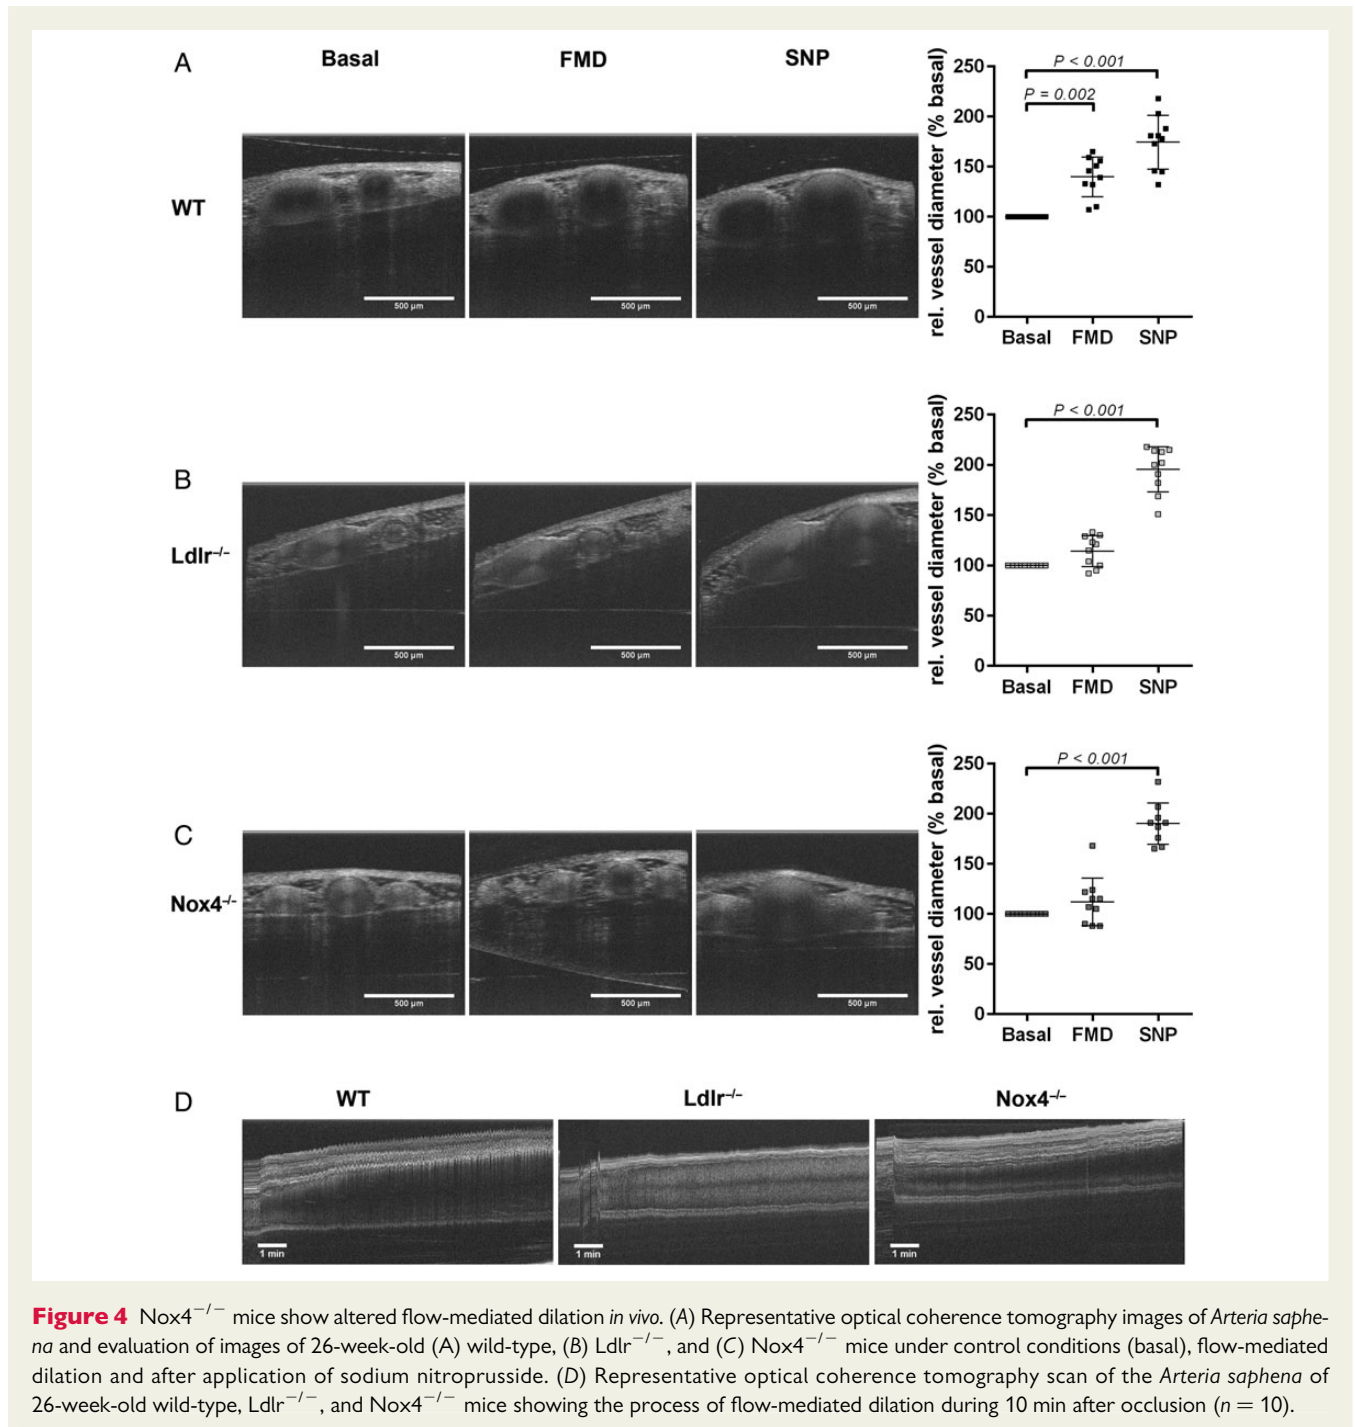 A
Basal
FMD
SNP
WT
500 µm
500 µm
500 µm
rel. vessel diameter (% basal)
250
200
150
100
50
0
P < 0.001
P = 0.002
Basal
FMD
SNP
B
Ldlr–/–
500 µm
500 µm
500 µm
rel. vessel diameter (% basal)
250
200
150
100
50
0
P < 0.001
Basal
FMD
SNP
C
Nox4–/–
500 µm
500 µm
500 µm
rel. vessel diameter (% basal)
250
200
150
100
50
0
P < 0.001
Basal
FMD
SNP
D
WT
Ldlr–/–
Nox4–/–
1 min
1 min
1 min
Figure 4 Nox4−/− mice show altered flow-mediated dilation in vivo. (A) Representative optical coherence tomography images of Arteria saphe-
na and evaluation of images of 26-week-old (A) wild-type, (B) Ldlr−/−, and (C) Nox4−/− mice under control conditions (basal), flow-mediated
dilation and after application of sodium nitroprusside. (D) Representative optical coherence tomography scan of the Arteria saphena of
26-week-old wild-type, Ldlr−/−, and Nox4−/− mice showing the process of flow-mediated dilation during 10 min after occlusion (n = 10).